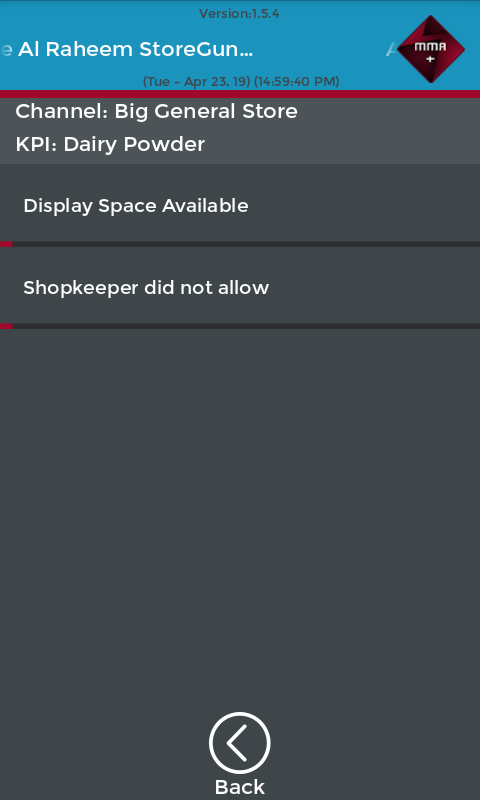 Version:1.5.4
e Al Raheem StoreGun... A
MMA
+
(Tue - Apr 23, 19) (14:59:40 PM)
Channel: Big General Store
KPI: Dairy Powder
Display Space Available
Shopkeeper did not allow
Back